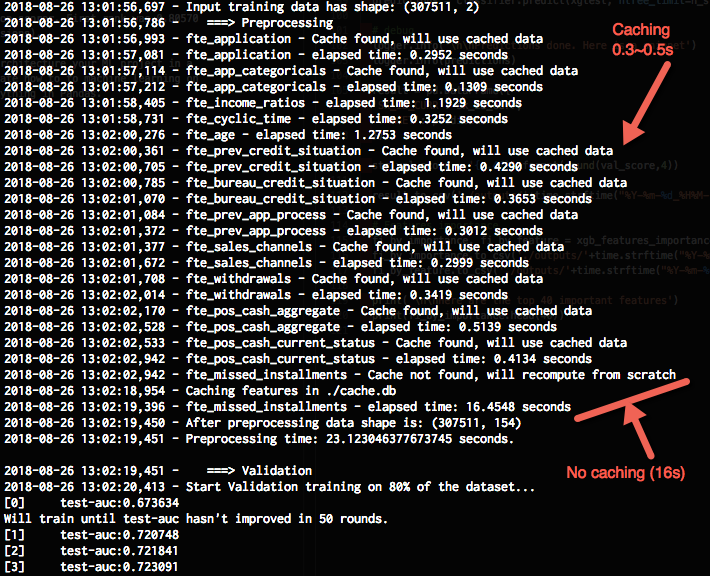 2018-08-26 13:01:56,697 - Input training data has shape: (307511, 2)
2018-08-26 13:01:56,786 -    ===> Preprocessing
2018-08-26 13:01:56,993 - fte_application - Cache found, will use cached data
2018-08-26 13:01:57,081 - fte_application - elapsed time: 0.2952 seconds
2018-08-26 13:01:57,114 - fte_app_categoricals - Cache found, will use cached data
2018-08-26 13:01:57,212 - fte_app_categoricals - elapsed time: 0.1309 seconds
2018-08-26 13:01:58,405 - fte_income_ratios - elapsed time: 1.1929 seconds
2018-08-26 13:01:58,731 - fte_cyclic_time - elapsed time: 0.3252 seconds
2018-08-26 13:02:00,276 - fte_age - elapsed time: 1.2753 seconds
2018-08-26 13:02:00,361 - fte_prev_credit_situation - Cache found, will use cached data
2018-08-26 13:02:00,705 - fte_prev_credit_situation - elapsed time: 0.4290 seconds
2018-08-26 13:02:00,785 - fte_bureau_credit_situation - Cache found, will use cached data
2018-08-26 13:02:01,070 - fte_bureau_credit_situation - elapsed time: 0.3653 seconds
2018-08-26 13:02:01,084 - fte_prev_app_process - Cache found, will use cached data
2018-08-26 13:02:01,372 - fte_prev_app_process - elapsed time: 0.3012 seconds
2018-08-26 13:02:01,377 - fte_sales_channels - Cache found, will use cached data
2018-08-26 13:02:01,672 - fte_sales_channels - elapsed time: 0.2999 seconds
2018-08-26 13:02:01,708 - fte_withdrawals - Cache found, will use cached data
2018-08-26 13:02:02,014 - fte_withdrawals - elapsed time: 0.3419 seconds
2018-08-26 13:02:02,170 - fte_pos_cash_aggregate - Cache found, will use cached data
2018-08-26 13:02:02,528 - fte_pos_cash_aggregate - elapsed time: 0.5139 seconds
2018-08-26 13:02:02,533 - fte_pos_cash_current_status - Cache found, will use cached data
2018-08-26 13:02:02,942 - fte_pos_cash_current_status - elapsed time: 0.4134 seconds
2018-08-26 13:02:02,942 - fte_missed_installments - Cache not found, will recompute from scratch
2018-08-26 13:02:18,954 - Caching features in ./cache.db
2018-08-26 13:02:19,396 - fte_missed_installments - elapsed time: 16.4548 seconds
2018-08-26 13:02:19,450 - After preprocessing data shape is: (307511, 154)
2018-08-26 13:02:19,451 - Preprocessing time: 23.123046377673745 seconds.
2018-08-26 13:02:19,451 -    ===> Validation
2018-08-26 13:02:20,413 - Start Validation training on 80% of the dataset...
[0]     test-auc:0.673634
Will train until test-auc hasn't improved in 50 rounds.
[1]     test-auc:0.720748
[2]     test-auc:0.721841
[3]     test-auc:0.723091
Caching
0.3~0.5s
No caching (16s)